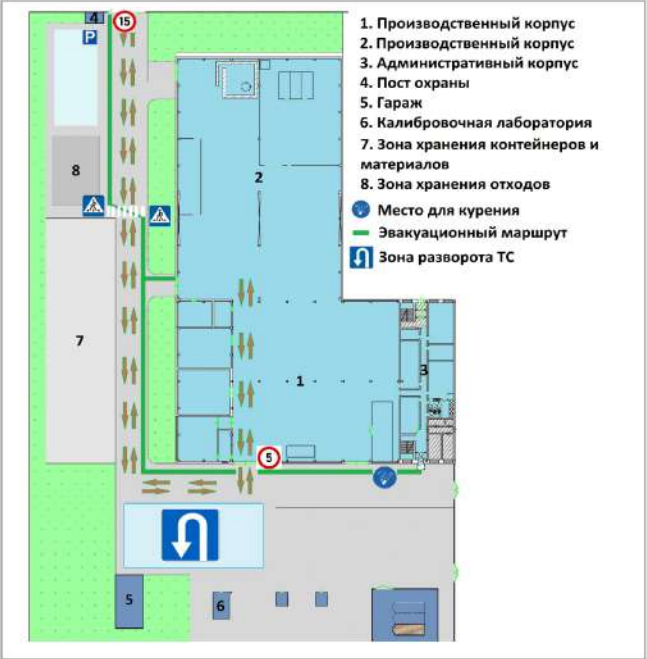 4
15
P
1. Производственный корпус
2. Производственный корпус
3. Административный корпус
4. Пост охраны
5. Гараж
6. Калибровочная лаборатория
7. Зона хранения контейнеров и
материалов
8. Зона хранения отходов
Место для курения
Эвакуационный маршрут
Зона разворота ТС
8
2
7
1
3
5
5
6